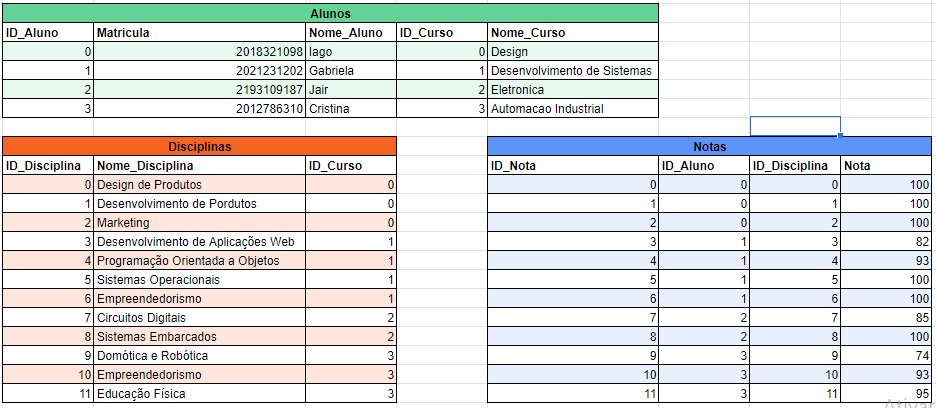 Alunos
ID_Aluno Matricula Nome_Aluno ID_Curso Nome_Curso
0 2018321098 Iago 0 Design
1 2021231202 Gabriela 1 Desenvolvimento de Sistemas
2 2193109187 Jair 2 Eletronica
3 2012786310 Cristina 3 Automacao Industrial
Disciplinas
ID_Disciplina Nome_Disciplina ID_Curso
0 Design de Produtos 0
1 Desenvolvimento de Pordutos 0
2 Marketing 0
3 Desenvolvimento de Aplicações Web 1
4 Programação Orientada a Objetos 1
5 Sistemas Operacionais 1
6 Empreendedorismo 1
7 Circuitos Digitais 2
8 Sistemas Embarcados 2
9 Domótica e Robótica 3
10 Empreendedorismo 3
11 Educação Física 3
Notas
ID_Nota ID_Aluno ID_Disciplina Nota
0 0 0 100
1 0 1 100
2 0 2 100
3 1 3 82
4 1 4 93
5 1 5 100
6 1 6 100
7 2 7 85
8 2 8 100
9 3 9 74
10 3 10 93
11 3 11 95